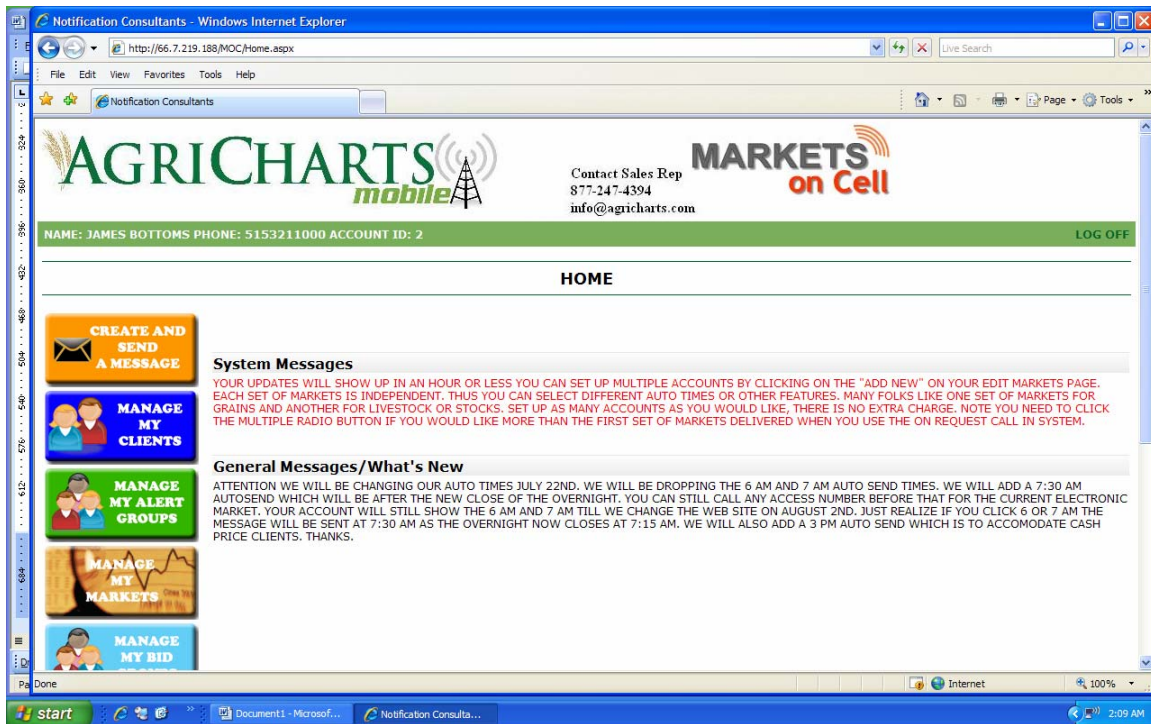 Notification Consultants - Windows Internet Explorer
http://66.7.219.188/MOC/Home.aspx
Live Search
File Edit View Favorites Tools Help
Notification Consultants
Page Tools
AGRICHARTS
mobile
Contact Sales Rep
877-247-4394
info@agricharts.com
MARKETS
on Cell
NAME: JAMES BOTTOMS PHONE: 5153211000 ACCOUNT ID: 2
LOG OFF
HOME
CREATE AND
SEND
A MESSAGE
MANAGE
MY
CLIENTS
MANAGE
MY ALERT
GROUPS
MANAGE
MY
MARKETS
MANAGE
MY BID
System Messages
YOUR UPDATES WILL SHOW UP IN AN HOUR OR LESS YOU CAN SET UP MULTIPLE ACCOUNTS BY CLICKING ON THE "ADD NEW" ON YOUR EDIT MARKETS PAGE.
EACH SET OF MARKETS IS INDEPENDENT. THUS YOU CAN SELECT DIFFERENT AUTO TIMES OR OTHER FEATURES. MANY FOLKS LIKE ONE SET OF MARKETS FOR
GRAINS AND ANOTHER FOR LIVESTOCK OR STOCKS. SET UP AS MANY ACCOUNTS AS YOU WOULD LIKE, THERE IS NO EXTRA CHARGE. NOTE YOU NEED TO CLICK
THE MULTIPLE RADIO BUTTON IF YOU WOULD LIKE MORE THAN THE FIRST SET OF MARKETS DELIVERED WHEN YOU USE THE ON REQUEST CALL IN SYSTEM.
General Messages/What's New
ATTENTION WE WILL BE CHANGING OUR AUTO TIMES JULY 22ND. WE WILL BE DROPPING THE 6 AM AND 7 AM AUTO SEND TIMES. WE WILL ADD A 7:30 AM
AUTOSEND WHICH WILL BE AFTER THE NEW CLOSE OF THE OVERNIGHT. YOU CAN STILL CALL ANY ACCESS NUMBER BEFORE THAT FOR THE CURRENT ELECTRONIC
MARKET. YOUR ACCOUNT WILL STILL SHOW THE 6 AM AND 7 AM TILL WE CHANGE THE WEB SITE ON AUGUST 2ND. JUST REALIZE IF YOU CLICK 6 OR 7 AM THE
MESSAGE WILL BE SENT AT 7:30 AM AS THE OVERNIGHT NOW CLOSES AT 7:15 AM. WE WILL ALSO ADD A 3 PM AUTO SEND WHICH IS TO ACCOMODATE CASH
PRICE CLIENTS. THANKS.
Done
Internet
100%
start
Document1 - Microsof...
Notification Consulta...
2:09 AM